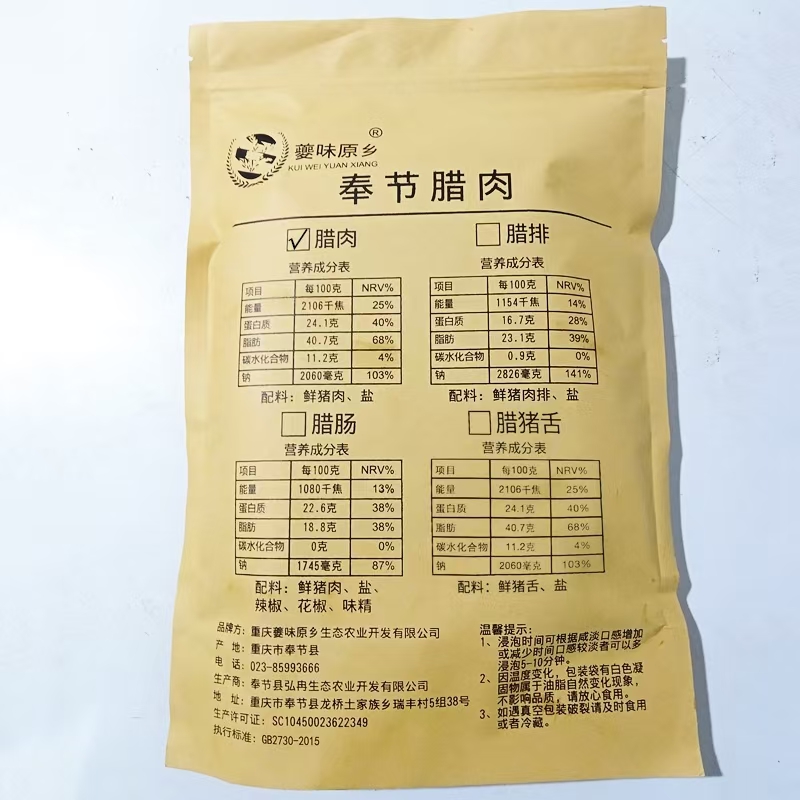 夔味原乡®
KUI WEI YUAN XIANG
奉节腊肉
☑腊肉
营养成分表
项目 每100克 NRV%
能量 2106千焦 25%
蛋白质 24.1克 40%
脂肪 40.7克 68%
碳水化合物 11.2克 4%
钠 2060毫克 103%
配料：鲜猪肉、盐
☐腊排
营养成分表
项目 每100克 NRV%
能量 1154千焦 14%
蛋白质 16.7克 28%
脂肪 23.1克 39%
碳水化合物 0.9克 0%
钠 2826毫克 141%
配料：鲜猪肉排、盐
☐腊肠
营养成分表
项目 每100克 NRV%
能量 1080千焦 13%
蛋白质 22.6克 38%
脂肪 18.8克 38%
碳水化合物 0克 0%
钠 1745毫克 87%
配料：鲜猪肉、盐、
辣椒、花椒、味精
☐腊猪舌
营养成分表
项目 每100克 NRV%
能量 2106千焦 25%
蛋白质 24.1克 40%
脂肪 40.7克 68%
碳水化合物 11.2克 4%
钠 2060毫克 103%
配料：鲜猪舌、盐
品牌方：重庆夔味原乡生态农业开发有限公司
产 地：重庆市奉节县
电 话：023-85993666
生产商：奉节县弘冉生态农业开发有限公司
地 址：重庆市奉节县龙桥土家族乡瑞丰村5组38号
生产许可证：SC10450023622349
执行标准：GB2730-2015
温馨提示：
1、浸泡时间可根据咸淡口感增加
或减少时间口感较淡者可以多
浸泡5-10分钟。
2、因温度变化，包装袋有白色凝
固物属于油脂自然变化现象，
不影响品质，请放心食用。
3、如遇真空包装破裂请及时食用
或者冷藏。